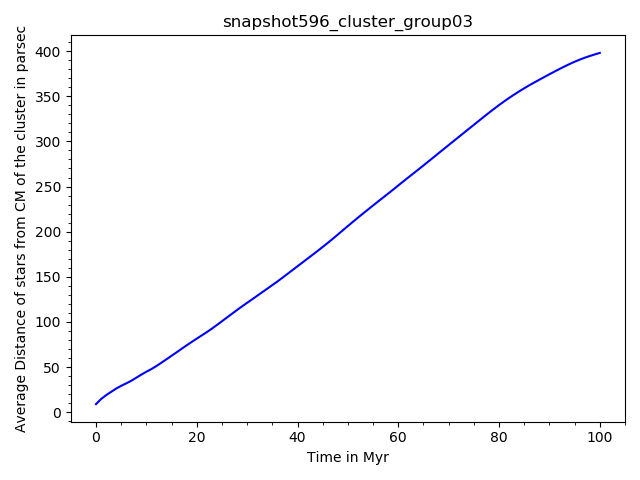 snapshot596_cluster_group03
Average Distance of stars from CM of the cluster in parsec
400
350
300
250
200
150
100
50
0
0 20 40 60 80 100
Time in Myr